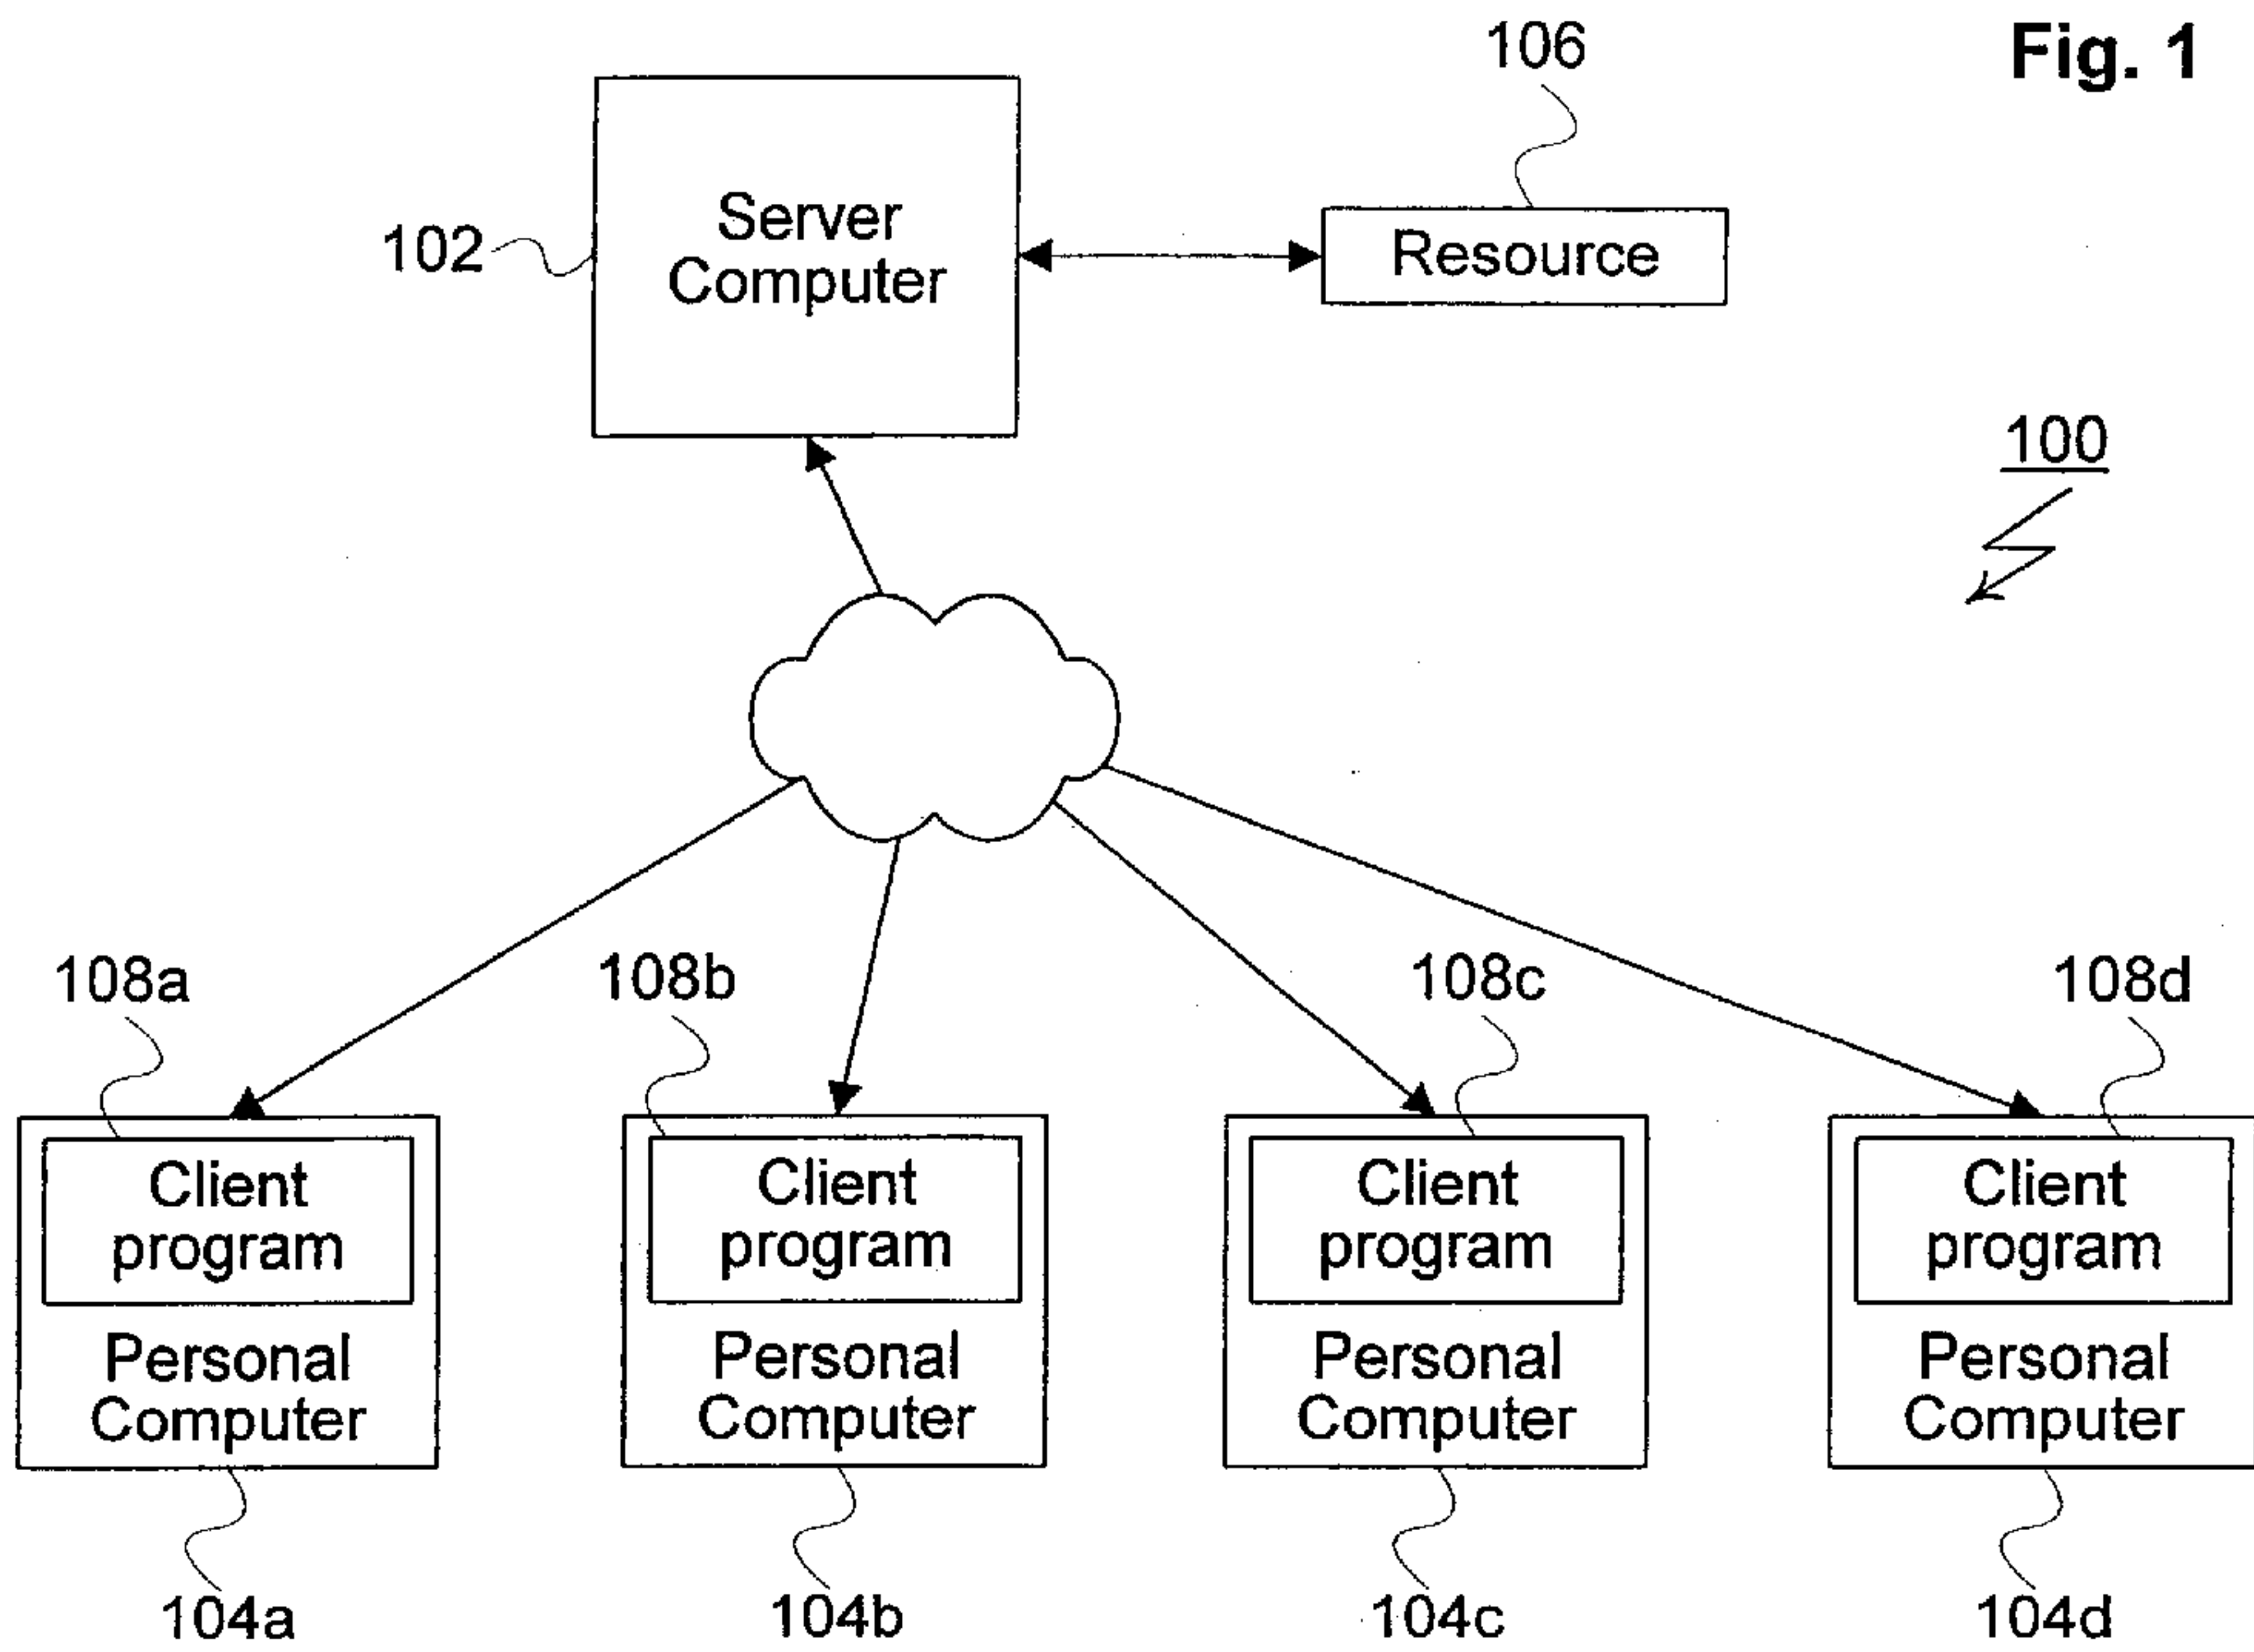 Fig. 1
106
Server
Computer
102
Resource
100
108a
108b
108c
108d
Client
program
Client
program
Client
program
Client
program
Personal
Computer
Personal
Computer
Personal
Computer
Personal
Computer
104a
104b
104c
104d